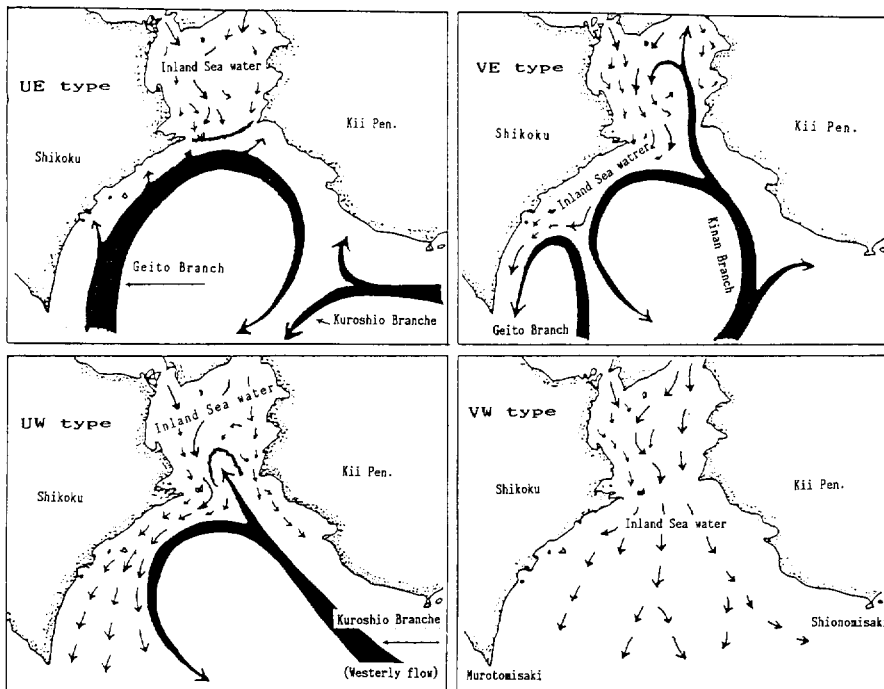 UE type
Inland Sea water
Kii Pen.
Shikoku
Geito Branch
Kuroshio Branche
VE type
Kii Pen.
Shikoku
Inland Sea watrer
Kinan Branch
Geito Branch
UW type
Inland Sea water
Shikoku
Kii Pen.
Kuroshio Branche
(Westerly flow)
VW type
Shikoku
Kii Pen.
Inland Sea water
Shionomisaki
Murotomisaki